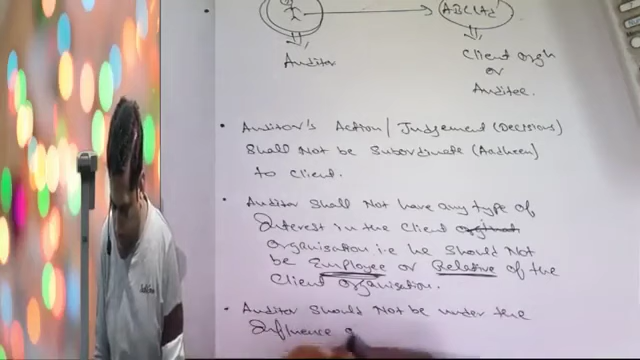 ABC Ltd
Auditor
Client orgn
or
Auditee.
• Auditor's Action/Judgement (Decisions)
Shall Not be Subordinate (Aadheen)
to Client.
• Auditor Shall Not have any type of
Interest in the Client
Organisation i.e he Should Not
be Employee or Relative of the
Client Organisation.
• Auditor Should Not be under the
Influence